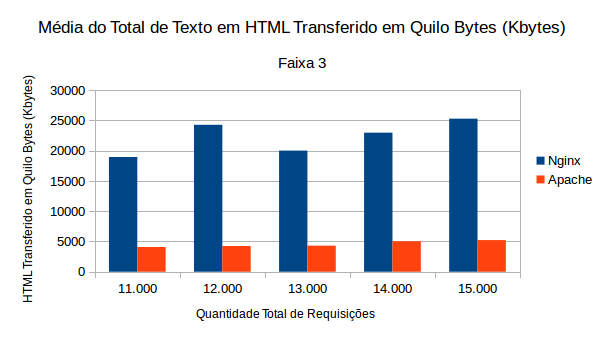 Média do Total de Texto em HTML Transferido em Quilo Bytes (Kbytes)
Faixa 3
HTML Transferido em Quilo Bytes (Kbytes)
30000
25000
20000
15000
10000
5000
0
11.000 12.000 13.000 14.000 15.000
Quantidade Total de Requisições
Nginx
Apache